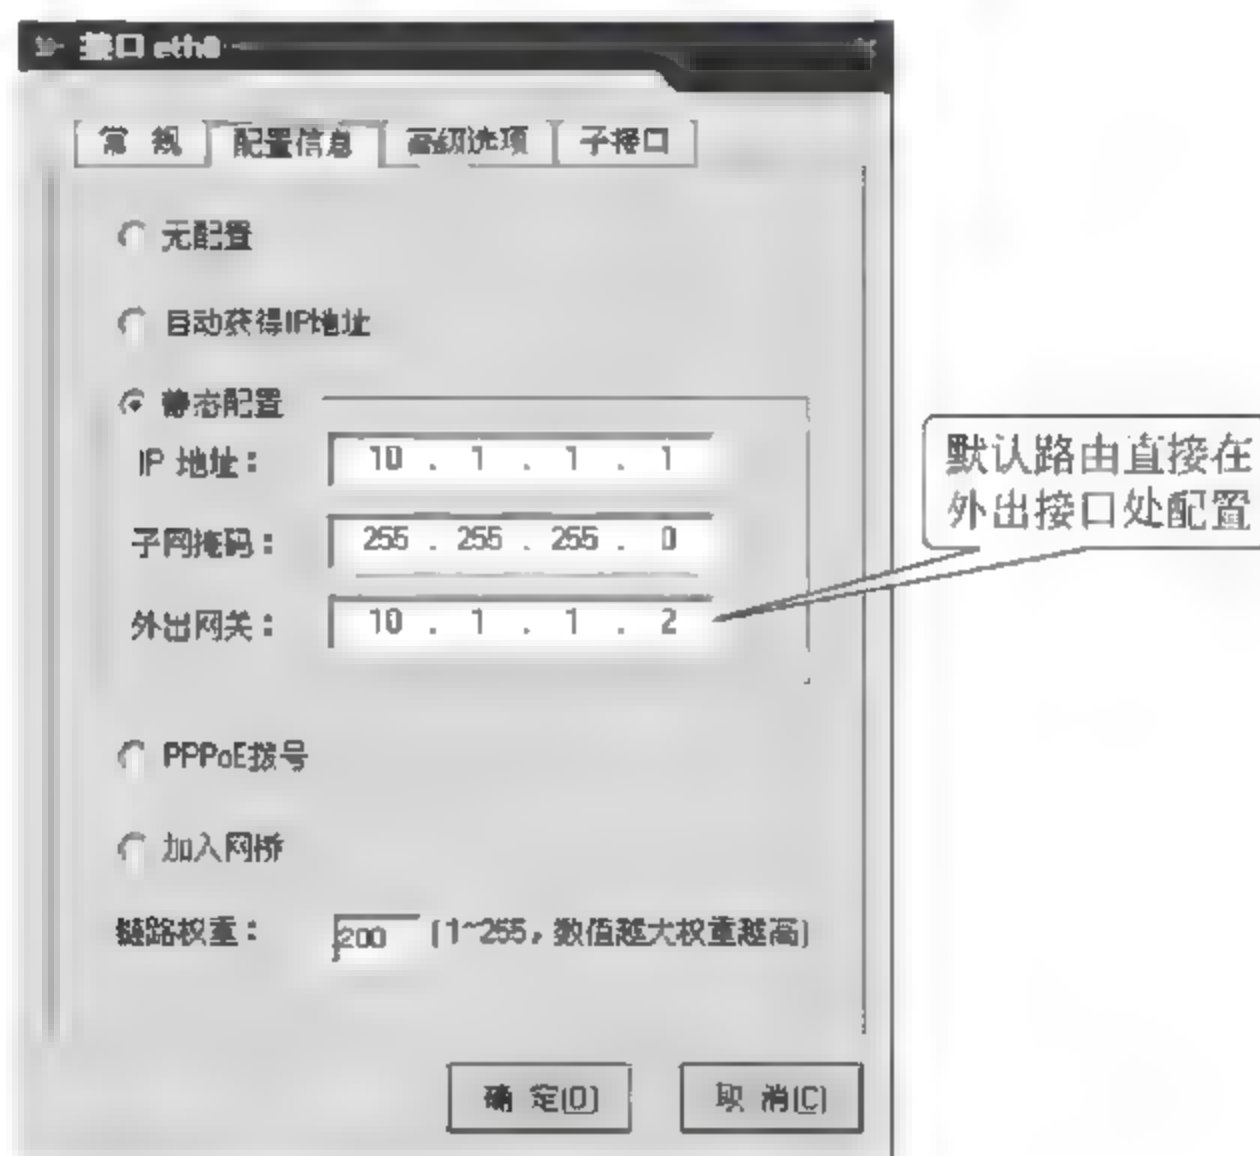 接口 eth0
常 规 配置信息 高级选项 子接口
无配置
自动获得IP地址
静态配置
IP 地址： 10 . 1 . 1 . 1
子网掩码： 255 . 255 . 255 . 0
外出网关： 10 . 1 . 1 . 2
默认路由直接在
外出接口处配置
PPPoE拨号
加入网桥
链路权重： 200 (1~255，数值越大权重越高)
确 定(O) 取 消(C)